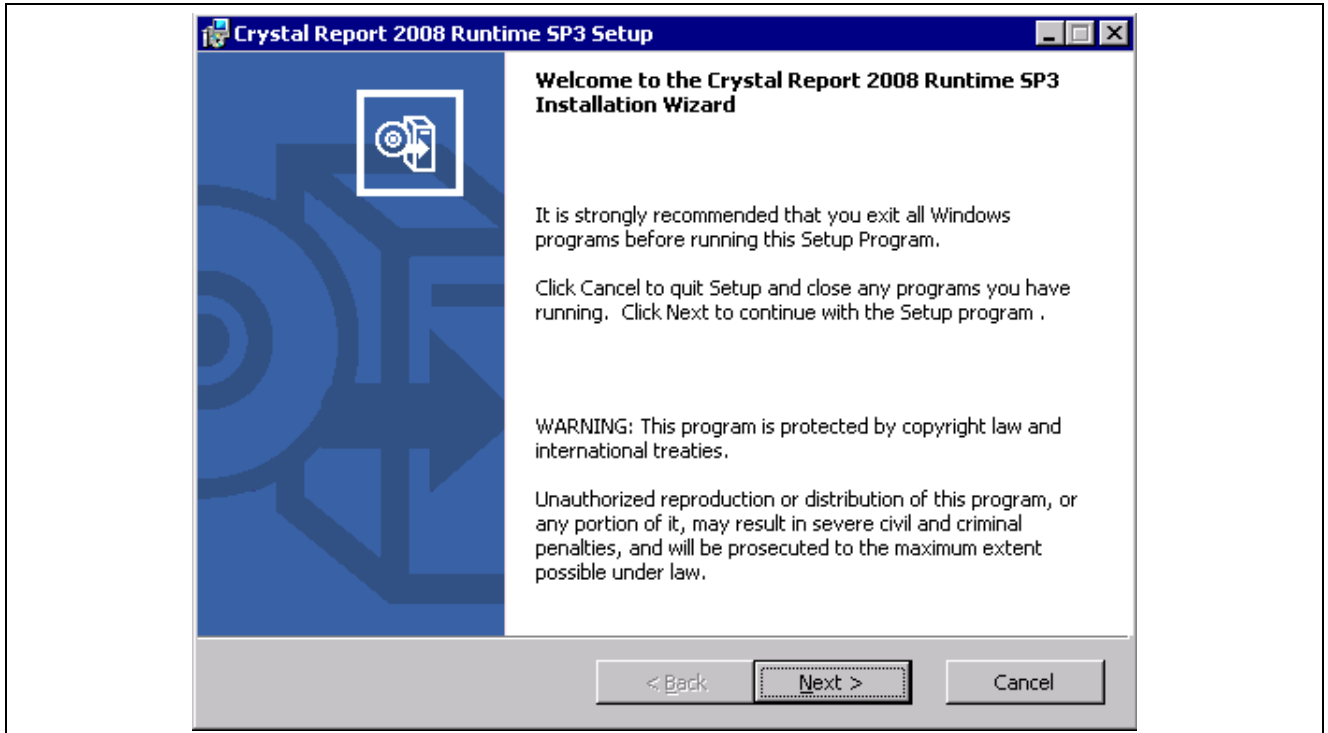 Crystal Report 2008 Runtime SP3 Setup
Welcome to the Crystal Report 2008 Runtime SP3
Installation Wizard
It is strongly recommended that you exit all Windows
programs before running this Setup Program.
Click Cancel to quit Setup and close any programs you have
running.  Click Next to continue with the Setup program .
WARNING: This program is protected by copyright law and
international treaties.
Unauthorized reproduction or distribution of this program, or
any portion of it, may result in severe civil and criminal
penalties, and will be prosecuted to the maximum extent
possible under law.
< Back
Next >
Cancel